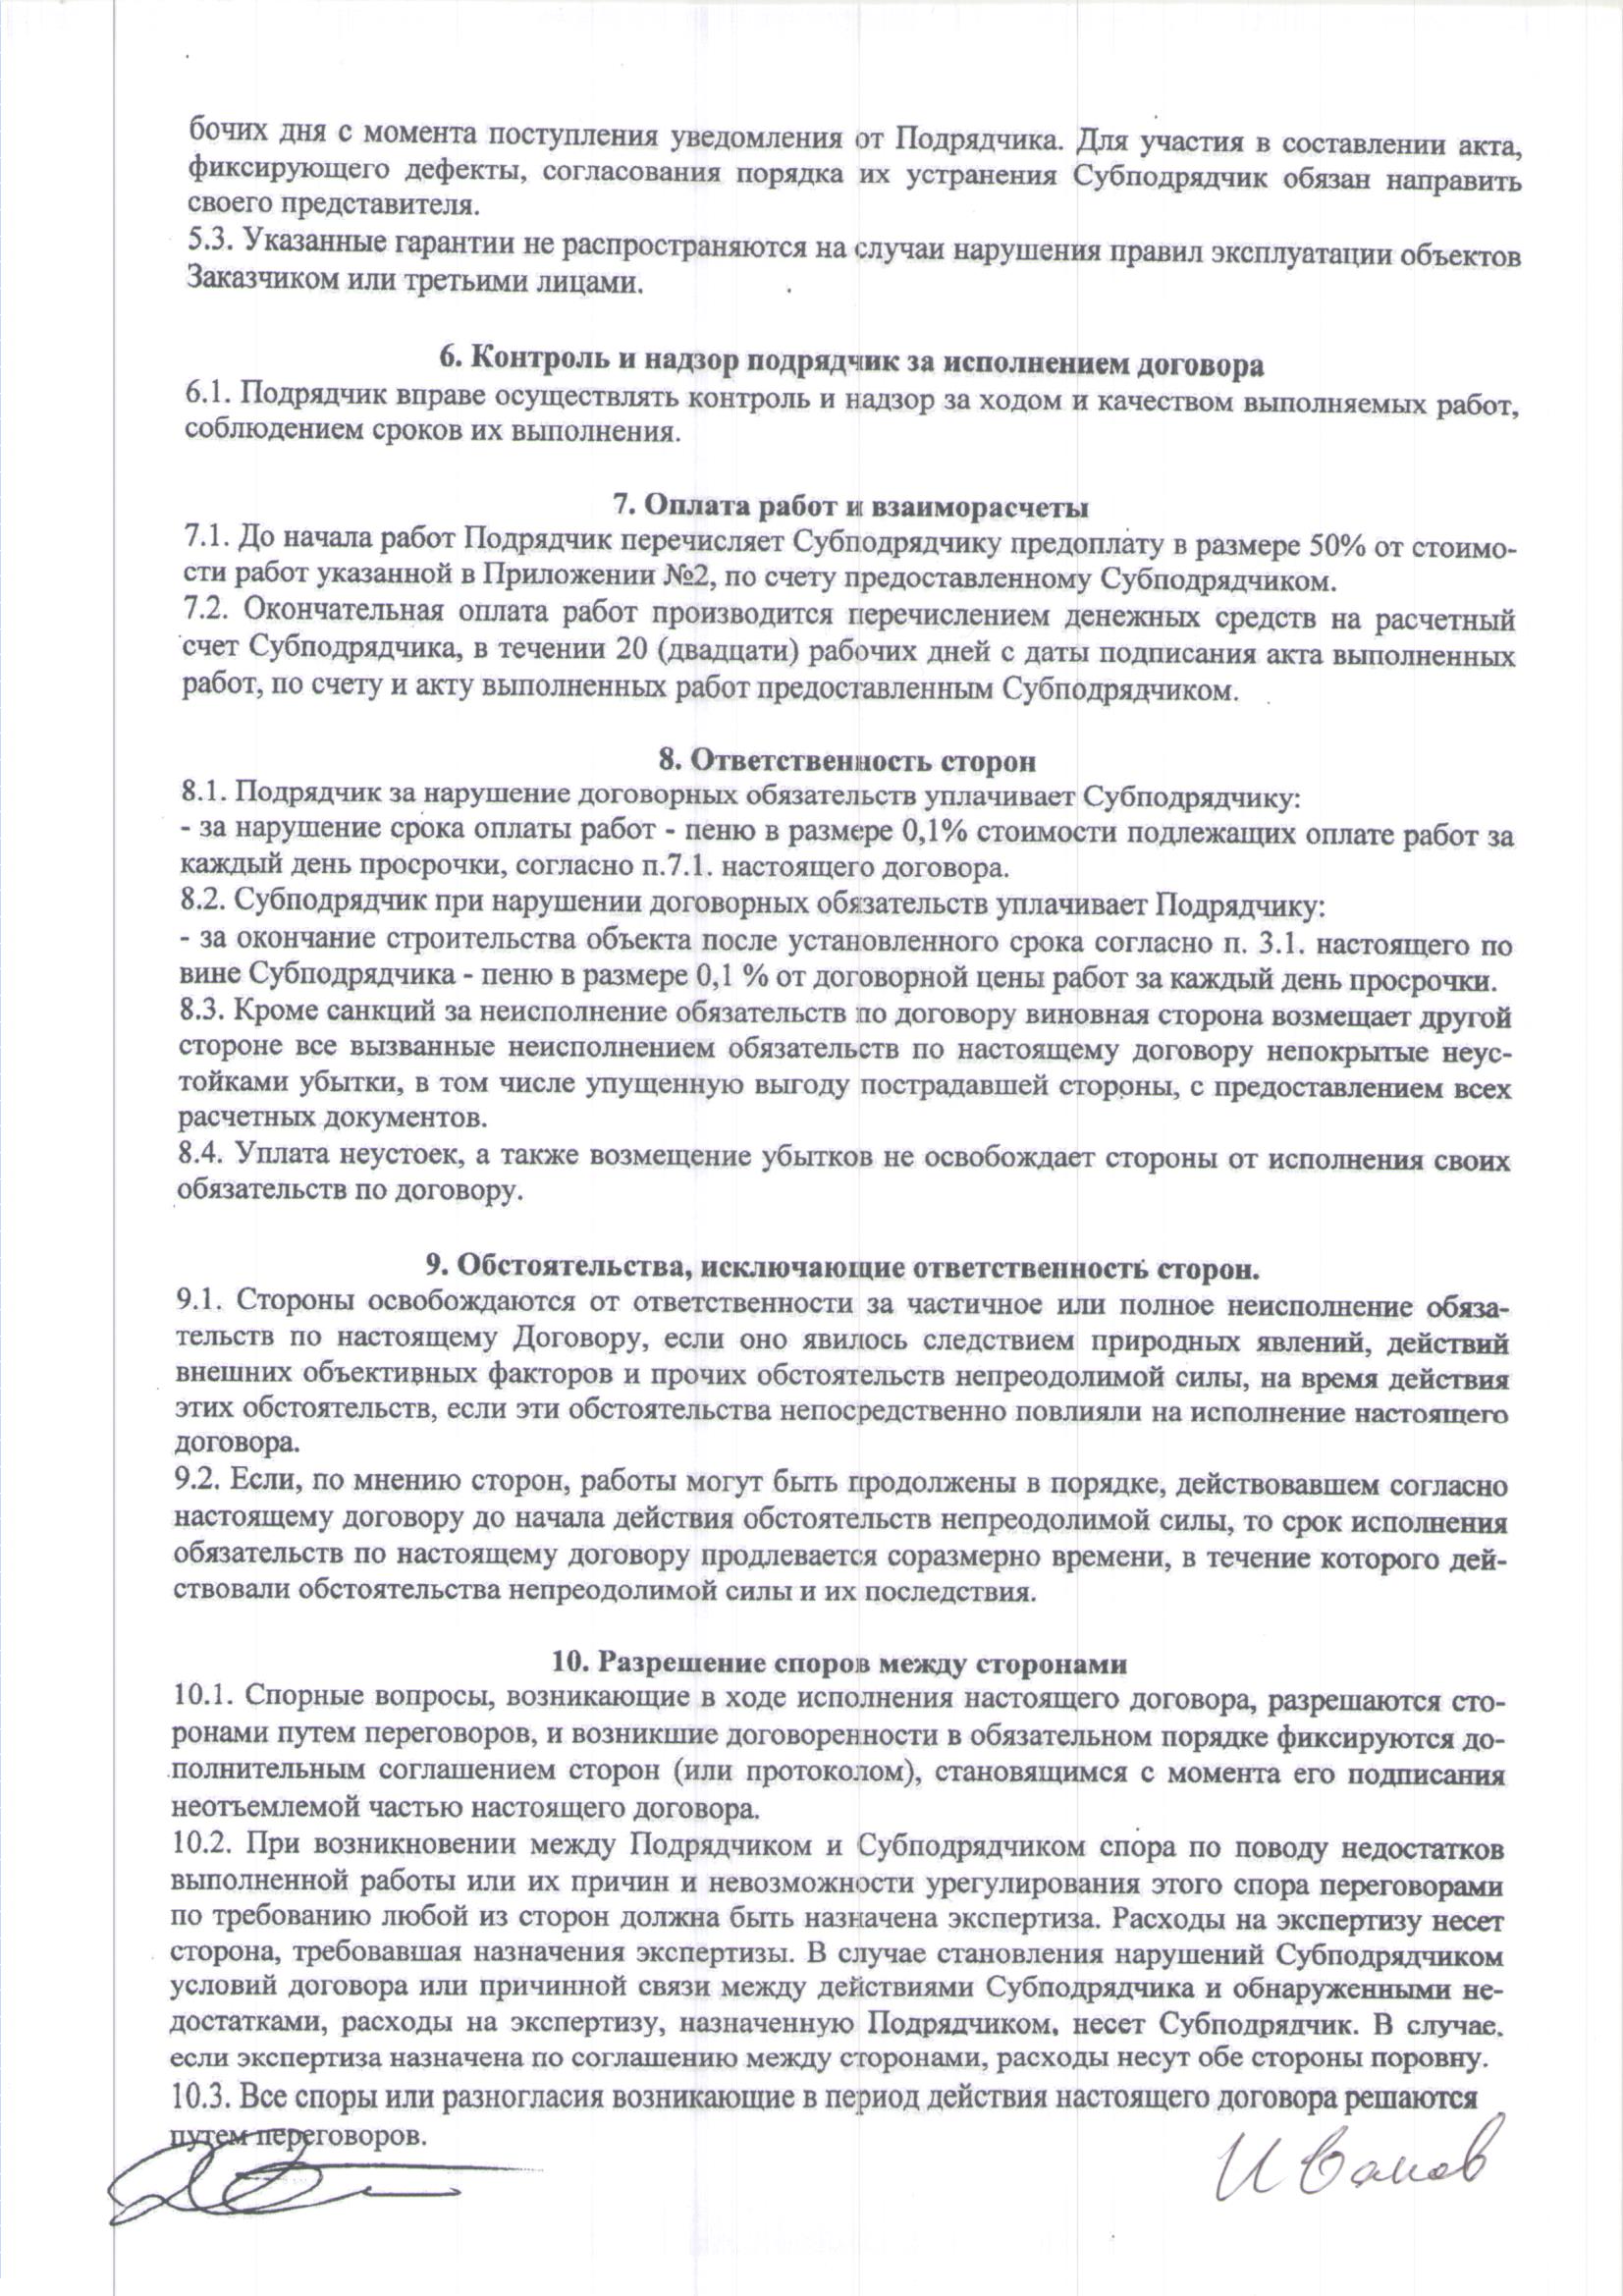 бочих дня с момента поступления уведомления от Подрядчика. Для участия в составлении акта,
фиксирующего дефекты, согласования порядка их устранения Субподрядчик обязан направить
своего представителя.
5.3. Указанные гарантии не распространяются на случаи нарушения правил эксплуатации объектов
Заказчиком или третьими лицами.
6. Контроль и надзор подрядчик за исполнением договора
6.1. Подрядчик вправе осуществлять контроль и надзор за ходом и качеством выполняемых работ,
соблюдением сроков их выполнения.
7. Оплата работ и взаиморасчеты
7.1. До начала работ Подрядчик перечисляет Субподрядчику предоплату в размере 50% от стоимо-
сти работ указанной в Приложении №2, по счету предоставленному Субподрядчиком.
7.2. Окончательная оплата работ производится перечислением денежных средств на расчетный
счет Субподрядчика, в течении 20 (двадцати) рабочих дней с даты подписания акта выполненных
работ, по счету и акту выполненных работ предоставленным Субподрядчиком.
8. Ответственность сторон
8.1. Подрядчик за нарушение договорных обязательств уплачивает Субподрядчику:
- за нарушение срока оплаты работ - пеню в размере 0,1% стоимости подлежащих оплате работ за
каждый день просрочки, согласно п.7.1. настоящего договора.
8.2. Субподрядчик при нарушении договорных обязательств уплачивает Подрядчику:
- за окончание строительства объекта после установленного срока согласно п. 3.1. настоящего по
вине Субподрядчика - пеню в размере 0,1 % от договорной цены работ за каждый день просрочки.
8.3. Кроме санкций за неисполнение обязательств по договору виновная сторона возмещает другой
стороне все вызванные неисполнением обязательств по настоящему договору непокрытые неус-
тойками убытки, в том числе упущенную выгоду пострадавшей стороны, с предоставлением всех
расчетных документов.
8.4. Уплата неустоек, а также возмещение убытков не освобождает стороны от исполнения своих
обязательств по договору.
9. Обстоятельства, исключающие ответственность сторон.
9.1. Стороны освобождаются от ответственности за частичное или полное неисполнение обяза-
тельств по настоящему Договору, если оно явилось следствием природных явлений, действий
внешних объективных факторов и прочих обстоятельств непреодолимой силы, на время действия
этих обстоятельств, если эти обстоятельства непосредственно повлияли на исполнение настоящего
договора.
9.2. Если, по мнению сторон, работы могут быть продолжены в порядке, действовавшем согласно
настоящему договору до начала действия обстоятельств непреодолимой силы, то срок исполнения
обязательств по настоящему договору продлевается соразмерно времени, в течение которого дей-
ствовали обстоятельства непреодолимой силы и их последствия.
10. Разрешение споров между сторонами
10.1. Спорные вопросы, возникающие в ходе исполнения настоящего договора, разрешаются сто-
ронами путем переговоров, и возникшие договоренности в обязательном порядке фиксируются до-
полнительным соглашением сторон (или протоколом), становящимся с момента его подписания
неотъемлемой частью настоящего договора.
10.2. При возникновении между Подрядчиком и Субподрядчиком спора по поводу недостатков
выполненной работы или их причин и невозможности урегулирования этого спора переговорами
по требованию любой из сторон должна быть назначена экспертиза. Расходы на экспертизу несет
сторона, требовавшая назначения экспертизы. В случае становления нарушений Субподрядчиком
условий договора или причинной связи между действиями Субподрядчика и обнаруженными не-
достатками, расходы на экспертизу, назначенную Подрядчиком, несет Субподрядчик. В случае,
если экспертиза назначена по соглашению между сторонами, расходы несут обе стороны поровну.
10.3. Все споры или разногласия возникающие в период действия настоящего договора решаются
путем переговоров.
Иванов